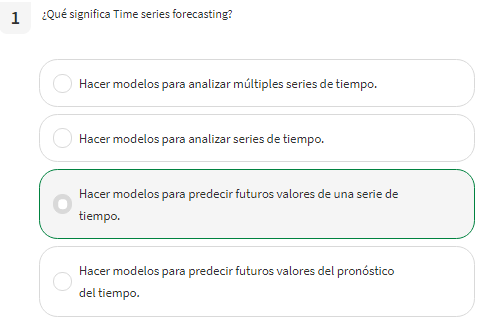 1
¿Qué significa Time series forecasting?
Hacer modelos para analizar múltiples series de tiempo.
Hacer modelos para analizar series de tiempo.
Hacer modelos para predecir futuros valores de una serie de
tiempo.
Hacer modelos para predecir futuros valores del pronóstico
del tiempo.